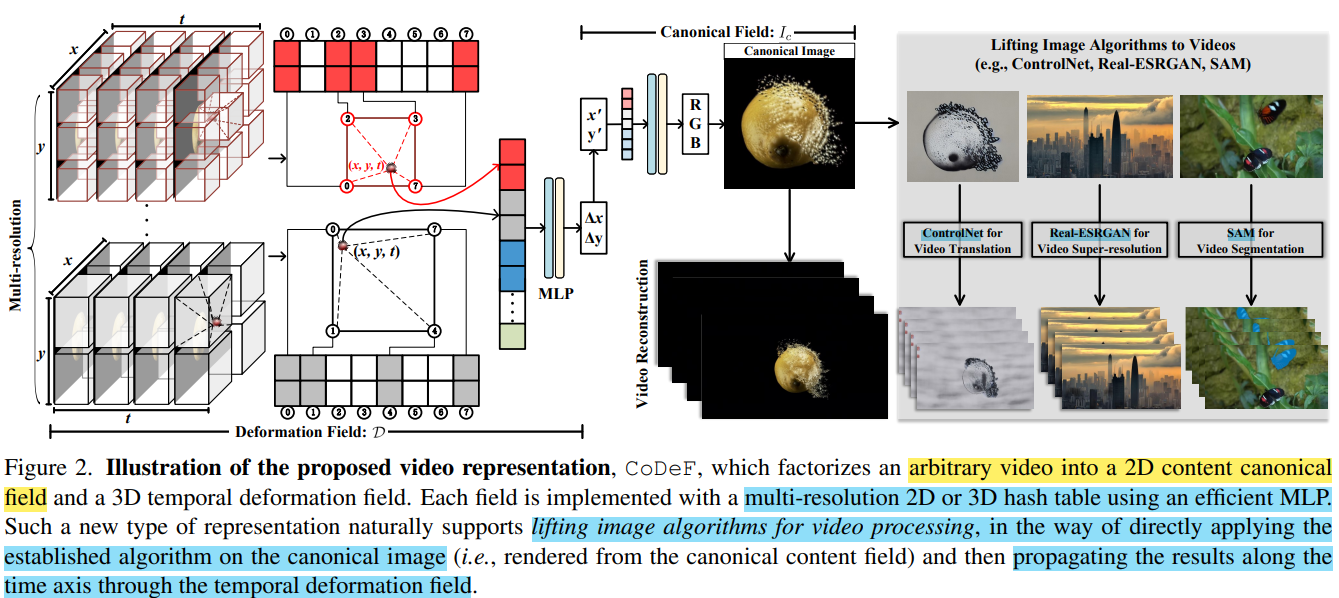 t
x
y
Multi-resolution
⓪ ① ② ③ ④ ⑤ ⑥ ⑦
② ③
(x, y, t)
⓪ ⑦
x
y
t
⓪ ⑦
(x, y, t)
① ④
⓪ ① ② ③ ④ ⑤ ⑥ ⑦
Deformation Field: 𝒟
MLP
Δx
Δy
x′
y′
Canonical Field: I_c
R
G
B
Canonical Image
Video Reconstruction
Lifting Image Algorithms to Videos
(e.g., ControlNet, Real-ESRGAN, SAM)
ControlNet for
Video Translation
Real-ESRGAN for
Video Super-resolution
SAM for
Video Segmentation
Figure 2. Illustration of the proposed video representation, CoDeF, which factorizes an arbitrary video into a 2D content canonical
field and a 3D temporal deformation field. Each field is implemented with a multi-resolution 2D or 3D hash table using an efficient MLP.
Such a new type of representation naturally supports lifting image algorithms for video processing, in the way of directly applying the
established algorithm on the canonical image (i.e., rendered from the canonical content field) and then propagating the results along the
time axis through the temporal deformation field.